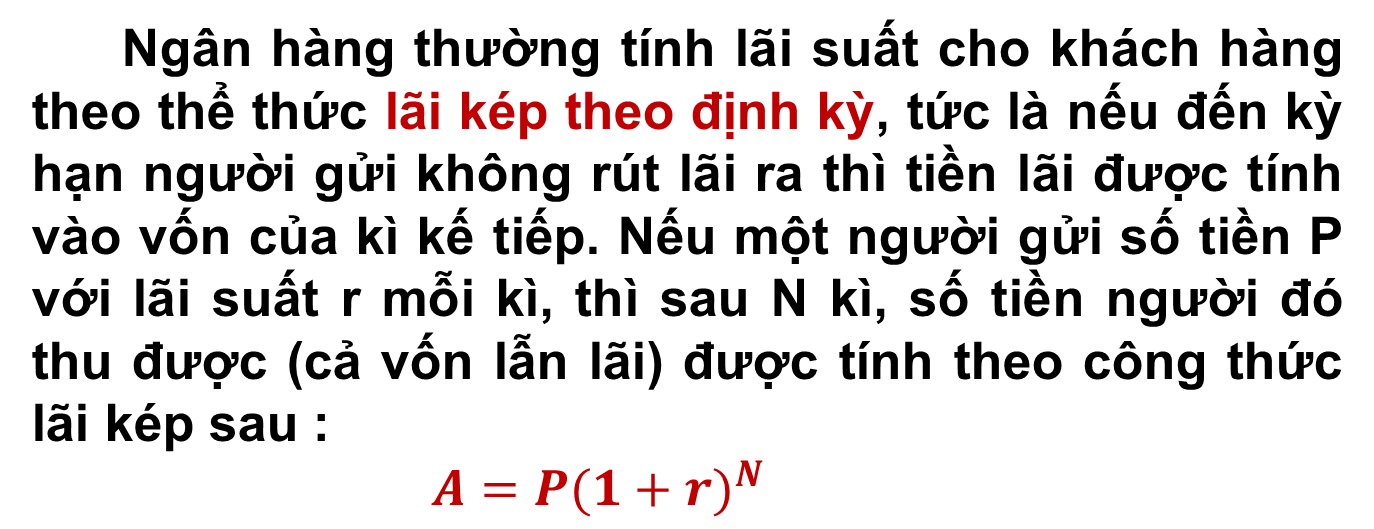 Ngân hàng thường tính lãi suất cho khách hàng
theo thể thức lãi kép theo định kỳ, tức là nếu đến kỳ
hạn người gửi không rút lãi ra thì tiền lãi được tính
vào vốn của kì kế tiếp. Nếu một người gửi số tiền P
với lãi suất r mỗi kì, thì sau N kì, số tiền người đó
thu được (cả vốn lẫn lãi) được tính theo công thức
lãi kép sau :
A = P(1 + r)^N